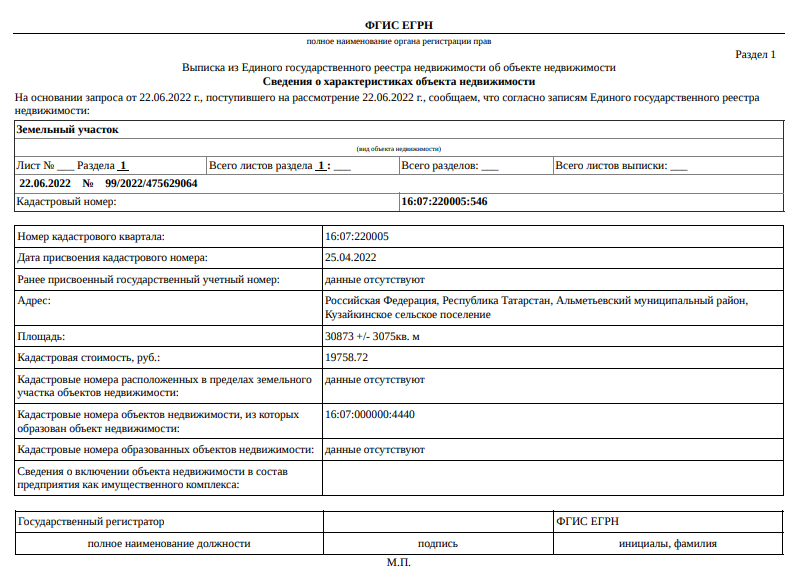 ФГИС ЕГРН
полное наименование органа регистрации прав
Раздел 1
Выписка из Единого государственного реестра недвижимости об объекте недвижимости
Сведения о характеристиках объекта недвижимости
На основании запроса от 22.06.2022 г., поступившего на рассмотрение 22.06.2022 г., сообщаем, что согласно записям Единого государственного реестра
недвижимости:
Земельный участок
(вид объекта недвижимости)
Лист № ___ Раздела 1 Всего листов раздела 1 : ___ Всего разделов: ___ Всего листов выписки: ___
22.06.2022 № 99/2022/475629064
Кадастровый номер: 16:07:220005:546
Номер кадастрового квартала: 16:07:220005
Дата присвоения кадастрового номера: 25.04.2022
Ранее присвоенный государственный учетный номер: данные отсутствуют
Адрес: Российская Федерация, Республика Татарстан, Альметьевский муниципальный район,
Кузайкинское сельское поселение
Площадь: 30873 +/- 3075кв. м
Кадастровая стоимость, руб.: 19758.72
Кадастровые номера расположенных в пределах земельного данные отсутствуют
участка объектов недвижимости:
Кадастровые номера объектов недвижимости, из которых 16:07:000000:4440
образован объект недвижимости:
Кадастровые номера образованных объектов недвижимости: данные отсутствуют
Сведения о включении объекта недвижимости в состав
предприятия как имущественного комплекса:
Государственный регистратор ФГИС ЕГРН
полное наименование должности подпись инициалы, фамилия
М.П.